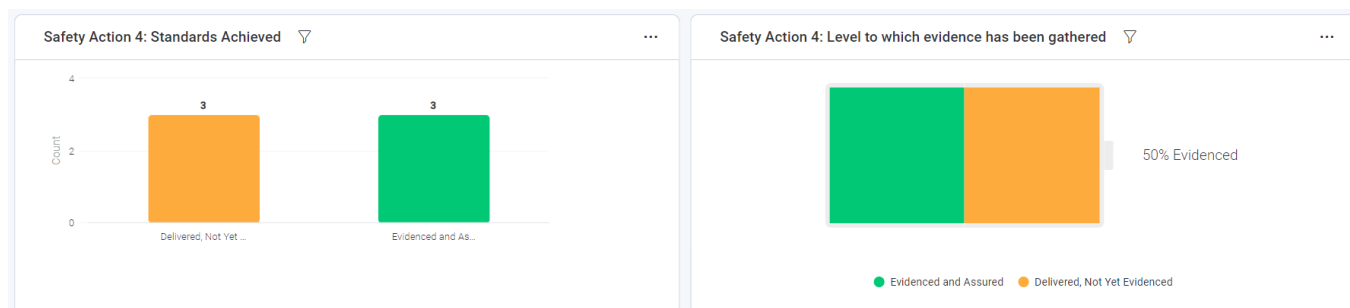 Safety Action 4: Standards Achieved
...
4
3
3
Count
2
0
Delivered, Not Yet ...
Evidenced and As...
Safety Action 4: Level to which evidence has been gathered
...
50% Evidenced
Evidenced and Assured
Delivered, Not Yet Evidenced